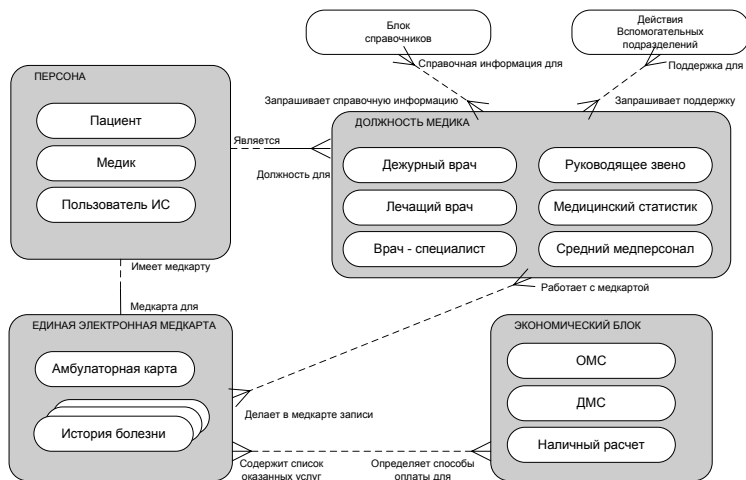 Блок
справочников
Действия
Вспомогательных
подразделений
Справочная информация для
Поддержка для
ПЕРСОНА
Запрашивает справочную информацию
Запрашивает поддержку
Пациент
Медик
Пользователь ИС
Является
Должность для
ДОЛЖНОСТЬ МЕДИКА
Дежурный врач
Руководящее звено
Лечащий врач
Медицинский статистик
Врач - специалист
Средний медперсонал
Имеет медкарту
Медкарта для
Работает с медкартой
ЕДИНАЯ ЭЛЕКТРОННАЯ МЕДКАРТА
Амбулаторная карта
История болезни
Делает в медкарте записи
ЭКОНОМИЧЕСКИЙ БЛОК
ОМС
ДМС
Наличный расчет
Содержит список
оказанных услуг
Определяет способы
оплаты для